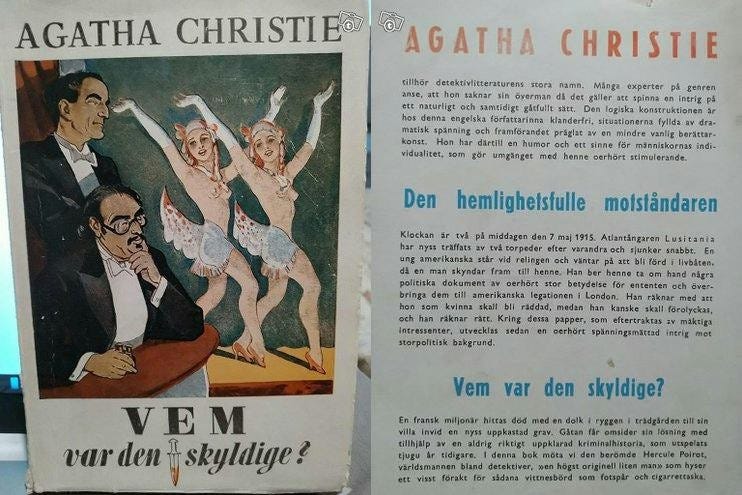 AGATHA CHRISTIE
VEM
var den skyldige?
AGATHA CHRISTIE
tillhör detektivlitteraturens stora namn. Många experter på genren
anse, att hon saknar sin överman då det gäller att spinna en intrig på
ett naturligt och samtidigt gåtfullt sätt. Den logiska konstruktionen är
hos denna engelska författarinna klanderfri, situationerna fyllda av dra-
matisk spänning och framförandet präglat av en mindre vanlig berättar-
konst. Hon har därtill en humor och ett sinne för människornas indi-
vidualitet, som gör umgänget med henne oerhört stimulerande.
Den hemlighetsfulle motståndaren
Klockan är två på middagen den 7 maj 1915. Atlantångaren Lusitania
har nyss träffats av två torpeder efter varandra och sjunker snabbt. En
ung amerikanska står vid relingen och väntar på att bli förd i livbåten,
då en man skyndar fram till henne. Han ber henne ta om hand några
politiska dokument av oerhört stor betydelse för ententen och över-
bringa dem till amerikanska legationen i London. Han räknar med att
hon som kvinna skall bli räddad, medan han kanske skall förolyckas,
och han räknar rätt. Kring dessa papper, som eftertraktas av mäktiga
intressenter, utvecklas sedan en oerhört spänningsmättad intrig mot
storpolitisk bakgrund.
Vem var den skyldige?
En fransk miljonär hittas död med en dolk i ryggen i trädgården till sin
villa invid en nyss uppkastad grav. Gåtan får omsider sin lösning med
tillhjälp av en aldrig riktigt uppklarad kriminalhistoria, som utspelats
tjugu år tidigare. I denna bok möta vi den berömde Hercule Poirot,
världsmannen bland detektiver, »en högst originell liten man» som hyser
ett visst förakt för sådana vittnesbörd som fotspår och cigarrettaska.